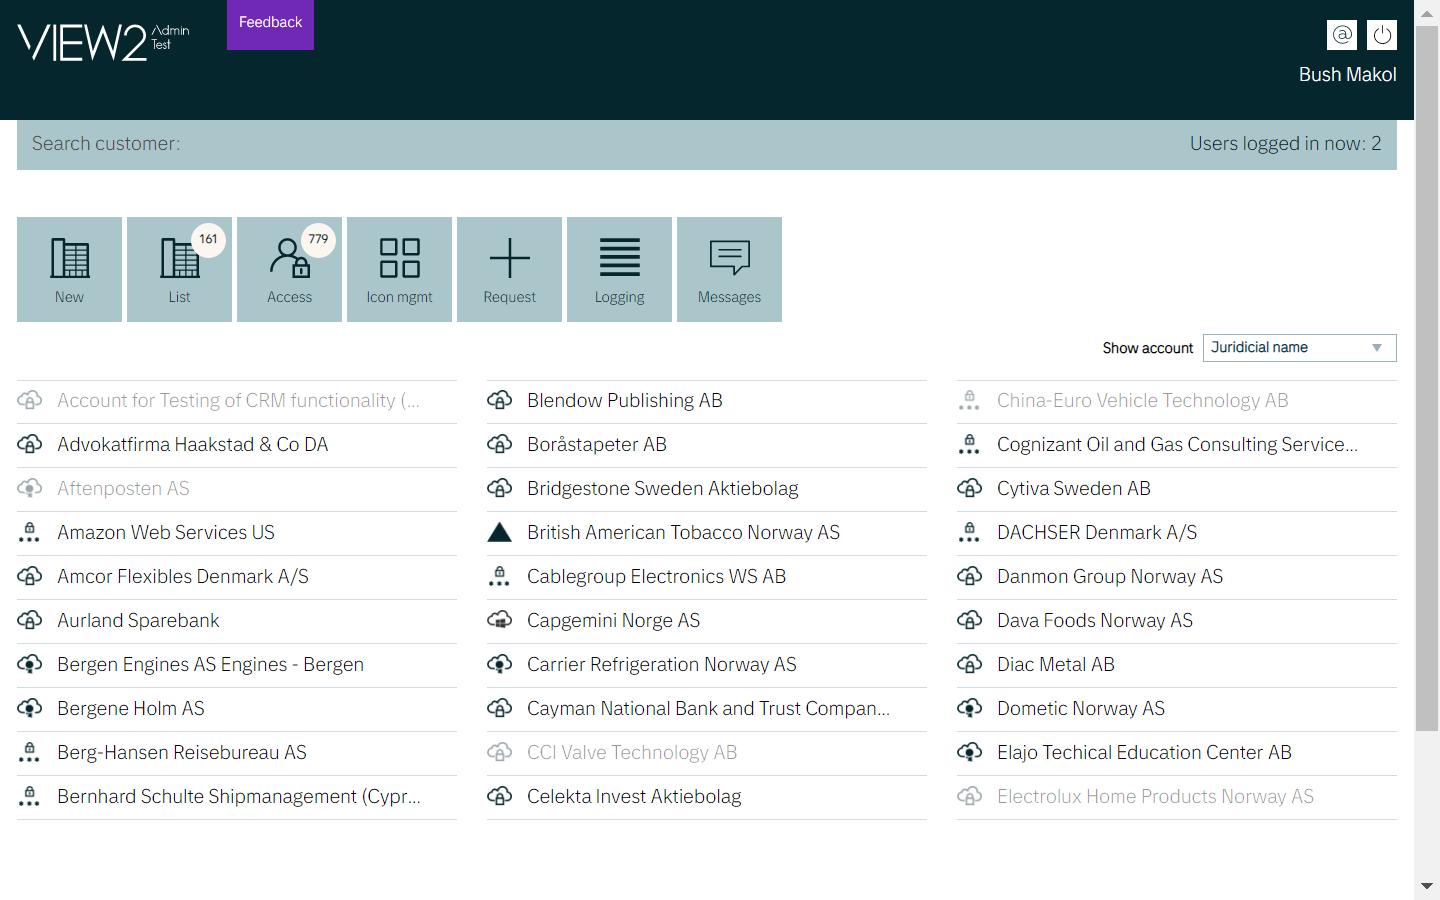 VIEW2 Admin
Test
Feedback
@
Bush Makol
Search customer:
Users logged in now: 2
New
161
List
779
Access
Icon mgmt
Request
Logging
Messages
Show account
Juridicial name
Account for Testing of CRM functionality (...
Advokatfirma Haakstad & Co DA
Aftenposten AS
Amazon Web Services US
Amcor Flexibles Denmark A/S
Aurland Sparebank
Bergen Engines AS Engines - Bergen
Bergene Holm AS
Berg-Hansen Reisebureau AS
Bernhard Schulte Shipmanagement (Cypr...
Blendow Publishing AB
Boråstapeter AB
Bridgestone Sweden Aktiebolag
British American Tobacco Norway AS
Cablegroup Electronics WS AB
Capgemini Norge AS
Carrier Refrigeration Norway AS
Cayman National Bank and Trust Compan...
CCI Valve Technology AB
Celekta Invest Aktiebolag
China-Euro Vehicle Technology AB
Cognizant Oil and Gas Consulting Service...
Cytiva Sweden AB
DACHSER Denmark A/S
Danmon Group Norway AS
Dava Foods Norway AS
Diac Metal AB
Dometic Norway AS
Elajo Techical Education Center AB
Electrolux Home Products Norway AS